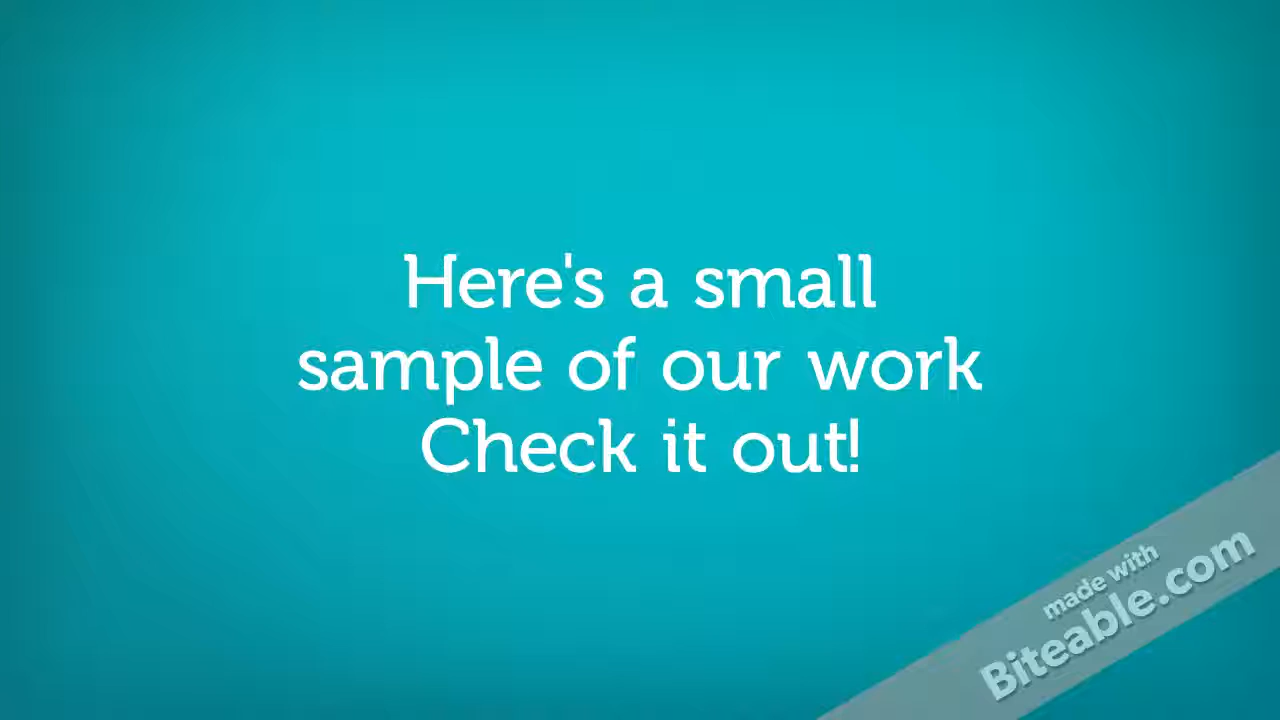 Here's a small
sample of our work
Check it out!
made with
Biteable.com